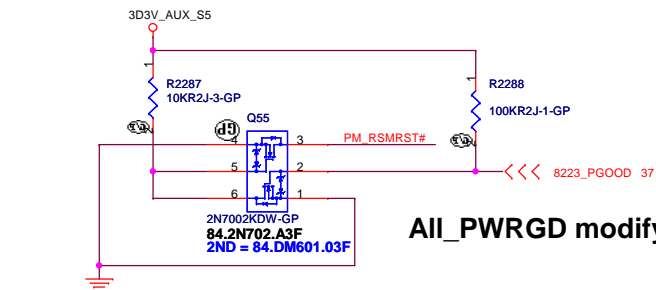 3D3V_AUX_S5
1
R2287
10KR2J-3-GP
2
1
R2288
100KR2J-1-GP
2
Q55
GP
4
3
PM_RSMRST#
5
2
8223_PGOOD 37
6
1
2N7002KDW-GP
84.2N702.A3F
2ND = 84.DM601.03F
All_PWRGD modify